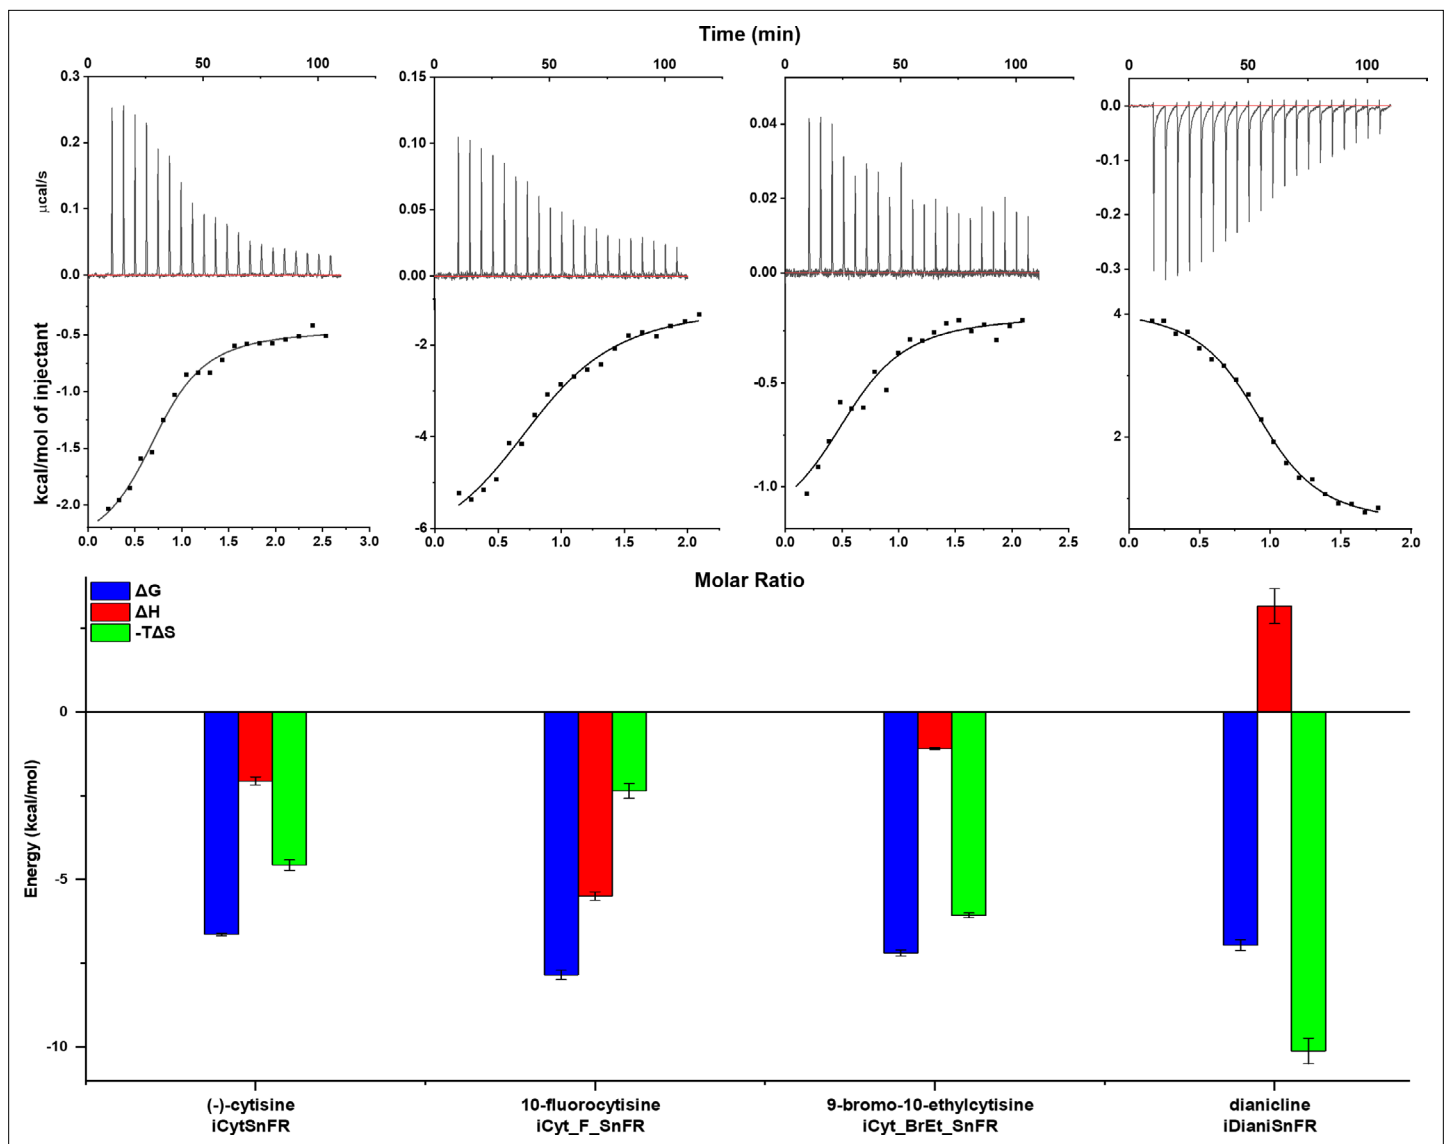 Time (min)
0 50 100
0 50 100
0 50 100
0 50 100
0.3
0.2
0.1
0.0
μcal/s
0.15
0.10
0.05
0.00
0.04
0.02
0.00
0.0
-0.1
-0.2
-0.3
-0.5
-1.0
-1.5
-2.0
kcal/mol of injectant
-2
-4
-6
-0.5
-1.0
4
2
0.0 0.5 1.0 1.5 2.0 2.5 3.0
0.0 0.5 1.0 1.5 2.0
0.0 0.5 1.0 1.5 2.0 2.5
0.0 0.5 1.0 1.5 2.0
Molar Ratio
ΔG
ΔH
-TΔS
0
-5
-10
Energy (kcal/mol)
(-)-cytisine
iCytSnFR
10-fluorocytisine
iCyt_F_SnFR
9-bromo-10-ethylcytisine
iCyt_BrEt_SnFR
dianicline
iDianiSnFR